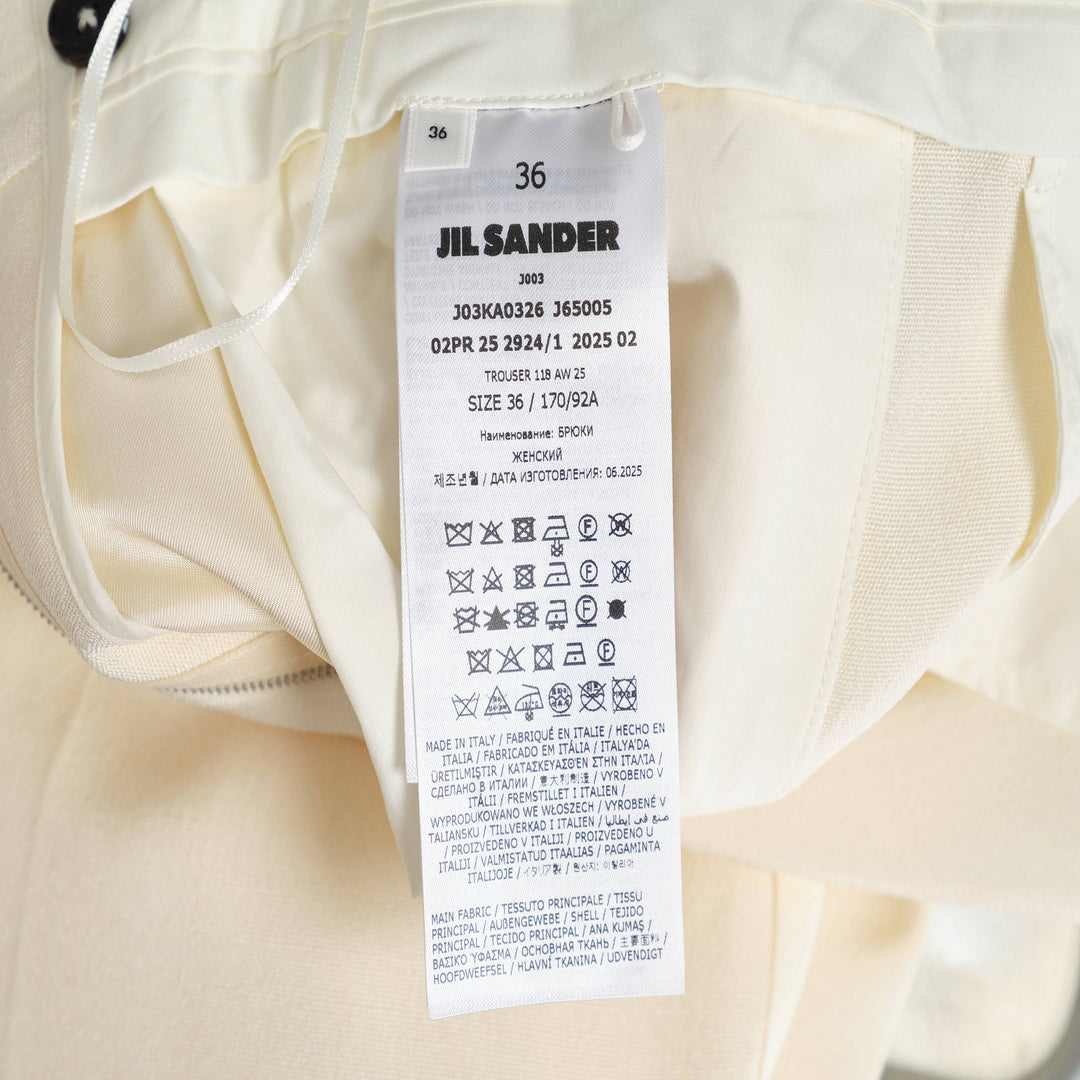 36
36
JIL SANDER
J003
J03KA0326 J65005
02PR 25 2924/1 2025 02
TROUSER 118 AW 25
SIZE 36 / 170/92A
Наименование: БРЮКИ
ЖЕНСКИЙ
제조년월 / ДАТА ИЗГОТОВЛЕНИЯ: 06.2025
MADE IN ITALY / FABRIQUÉ EN ITALIE / HECHO EN
ITALIA / FABRICADO EM ITÁLIA / ITALYA'DA
ÜRETILMIŞTIR / ΚΑΤΑΣΚΕΥΑΣΘ'ΕΝ ΣΤΗΝ ΙΤΑΛΊΑ /
СДЕЛАНО В ИТАЛИИ / 意大利制造 / VYROBENO V
ITÁLII / FREMSTILLET I ITALIEN /
WYPRODUKOWANO WE WŁOSZECH / VYROBENÉ V
TALIANSKU / TILLVERKAD I ITALIEN / صنع في إيطاليا
/ PROIZVEDENO V ITALIJI / PROIZVEDENO U
ITALIJI / VALMISTATUD ITAALIAS / PAGAMINTA
ITALIJOJE / イタリア製 / 원산지: 이탈리아
MAIN FABRIC / TESSUTO PRINCIPALE / TISSU
PRINCIPAL / AUßENGEWEBE / SHELL / TEJIDO
PRINCIPAL / TECIDO PRINCIPAL / ANA KUMAŞ /
ΒΑΣΙΚΌ ΎΦΑΣΜΑ / ОСНОВНАЯ ТКАНЬ / 主要面料 /
HOOFDWEEFSEL / HLAVNÍ TKANINA / UDVENDIGT